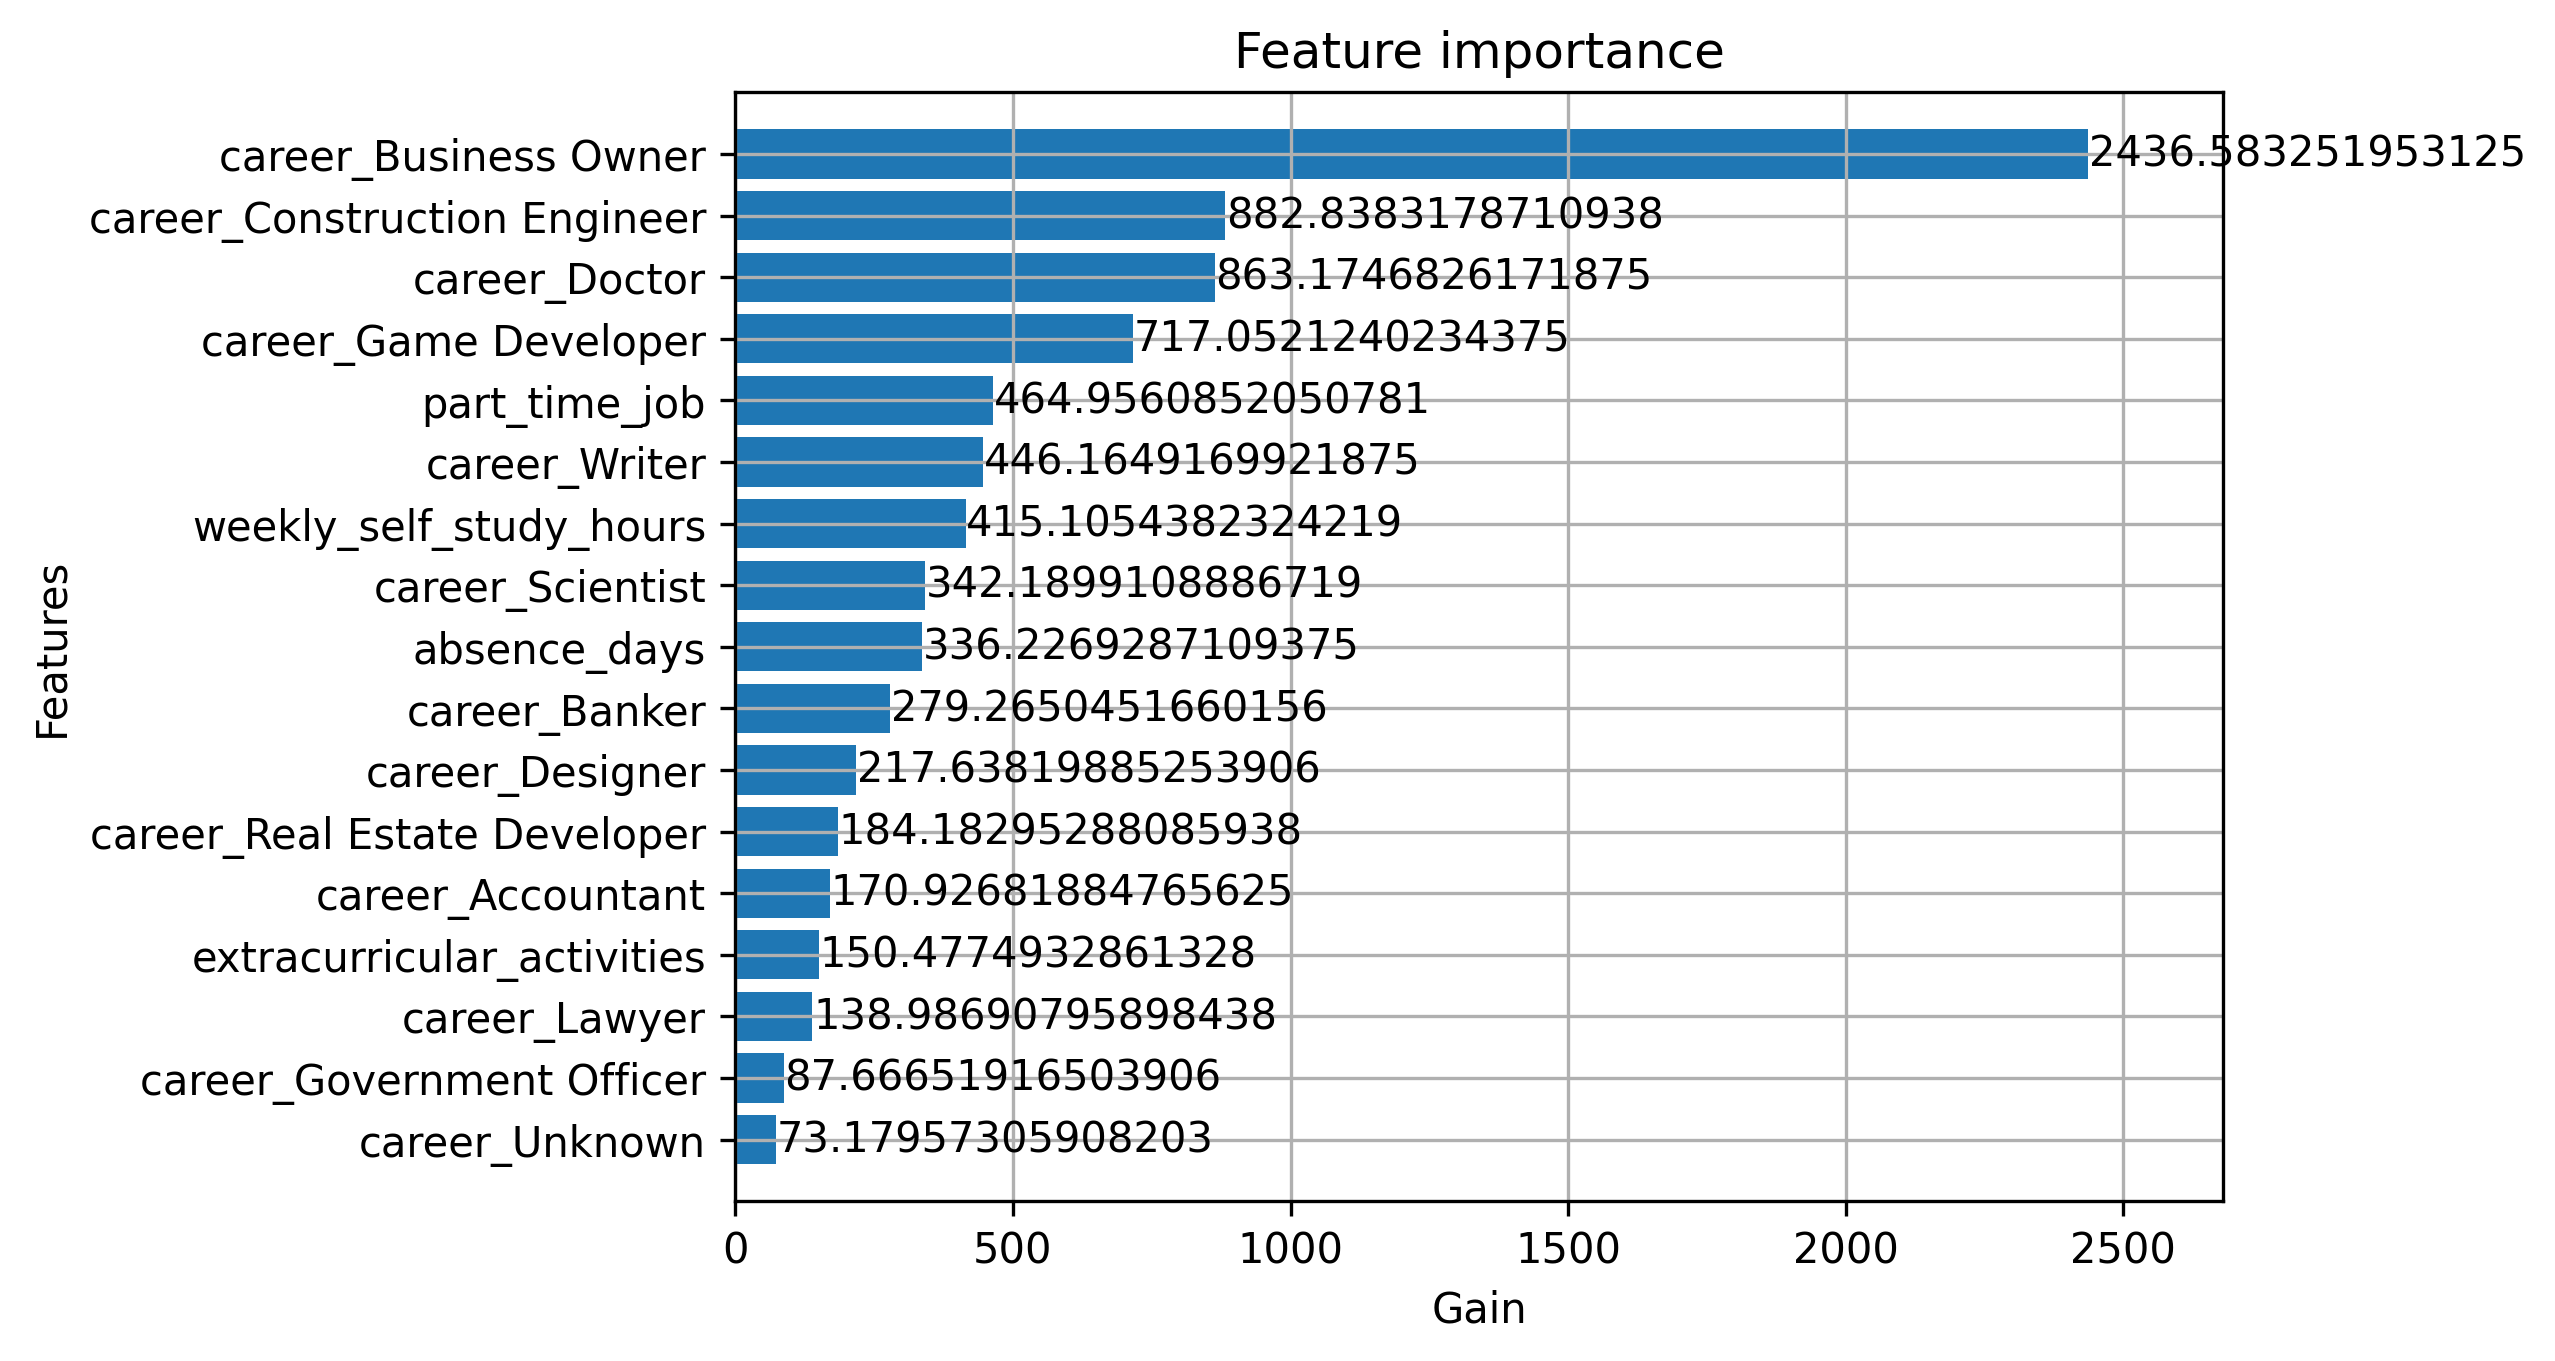 Feature importance
career_Business Owner 2436.583251953125
career_Construction Engineer 882.8383178710938
career_Doctor 863.1746826171875
career_Game Developer 717.0521240234375
part_time_job 464.9560852050781
career_Writer 446.1649169921875
weekly_self_study_hours 415.1054382324219
career_Scientist 342.1899108886719
absence_days 336.2269287109375
career_Banker 279.2650451660156
career_Designer 217.63819885253906
career_Real Estate Developer 184.18295288085938
career_Accountant 170.92681884765625
extracurricular_activities 150.4774932861328
career_Lawyer 138.98690795898438
career_Government Officer 87.66651916503906
career_Unknown 73.17957305908203
Features
0 500 1000 1500 2000 2500
Gain